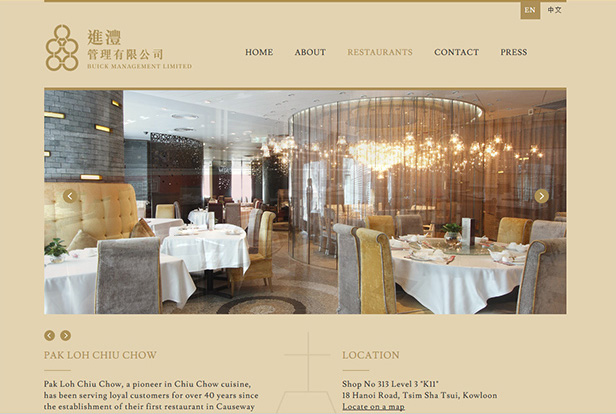 EN 中文
進澧
管理有限公司
BUICK MANAGEMENT LIMITED
HOME ABOUT RESTAURANTS CONTACT PRESS
PAK LOH CHIU CHOW
Pak Loh Chiu Chow, a pioneer in Chiu Chow cuisine,
has been serving loyal customers for over 40 years since
the establishment of their first restaurant in Causeway
LOCATION
Shop No 313 Level 3 "K11"
18 Hanoi Road, Tsim Sha Tsui, Kowloon
Locate on a map